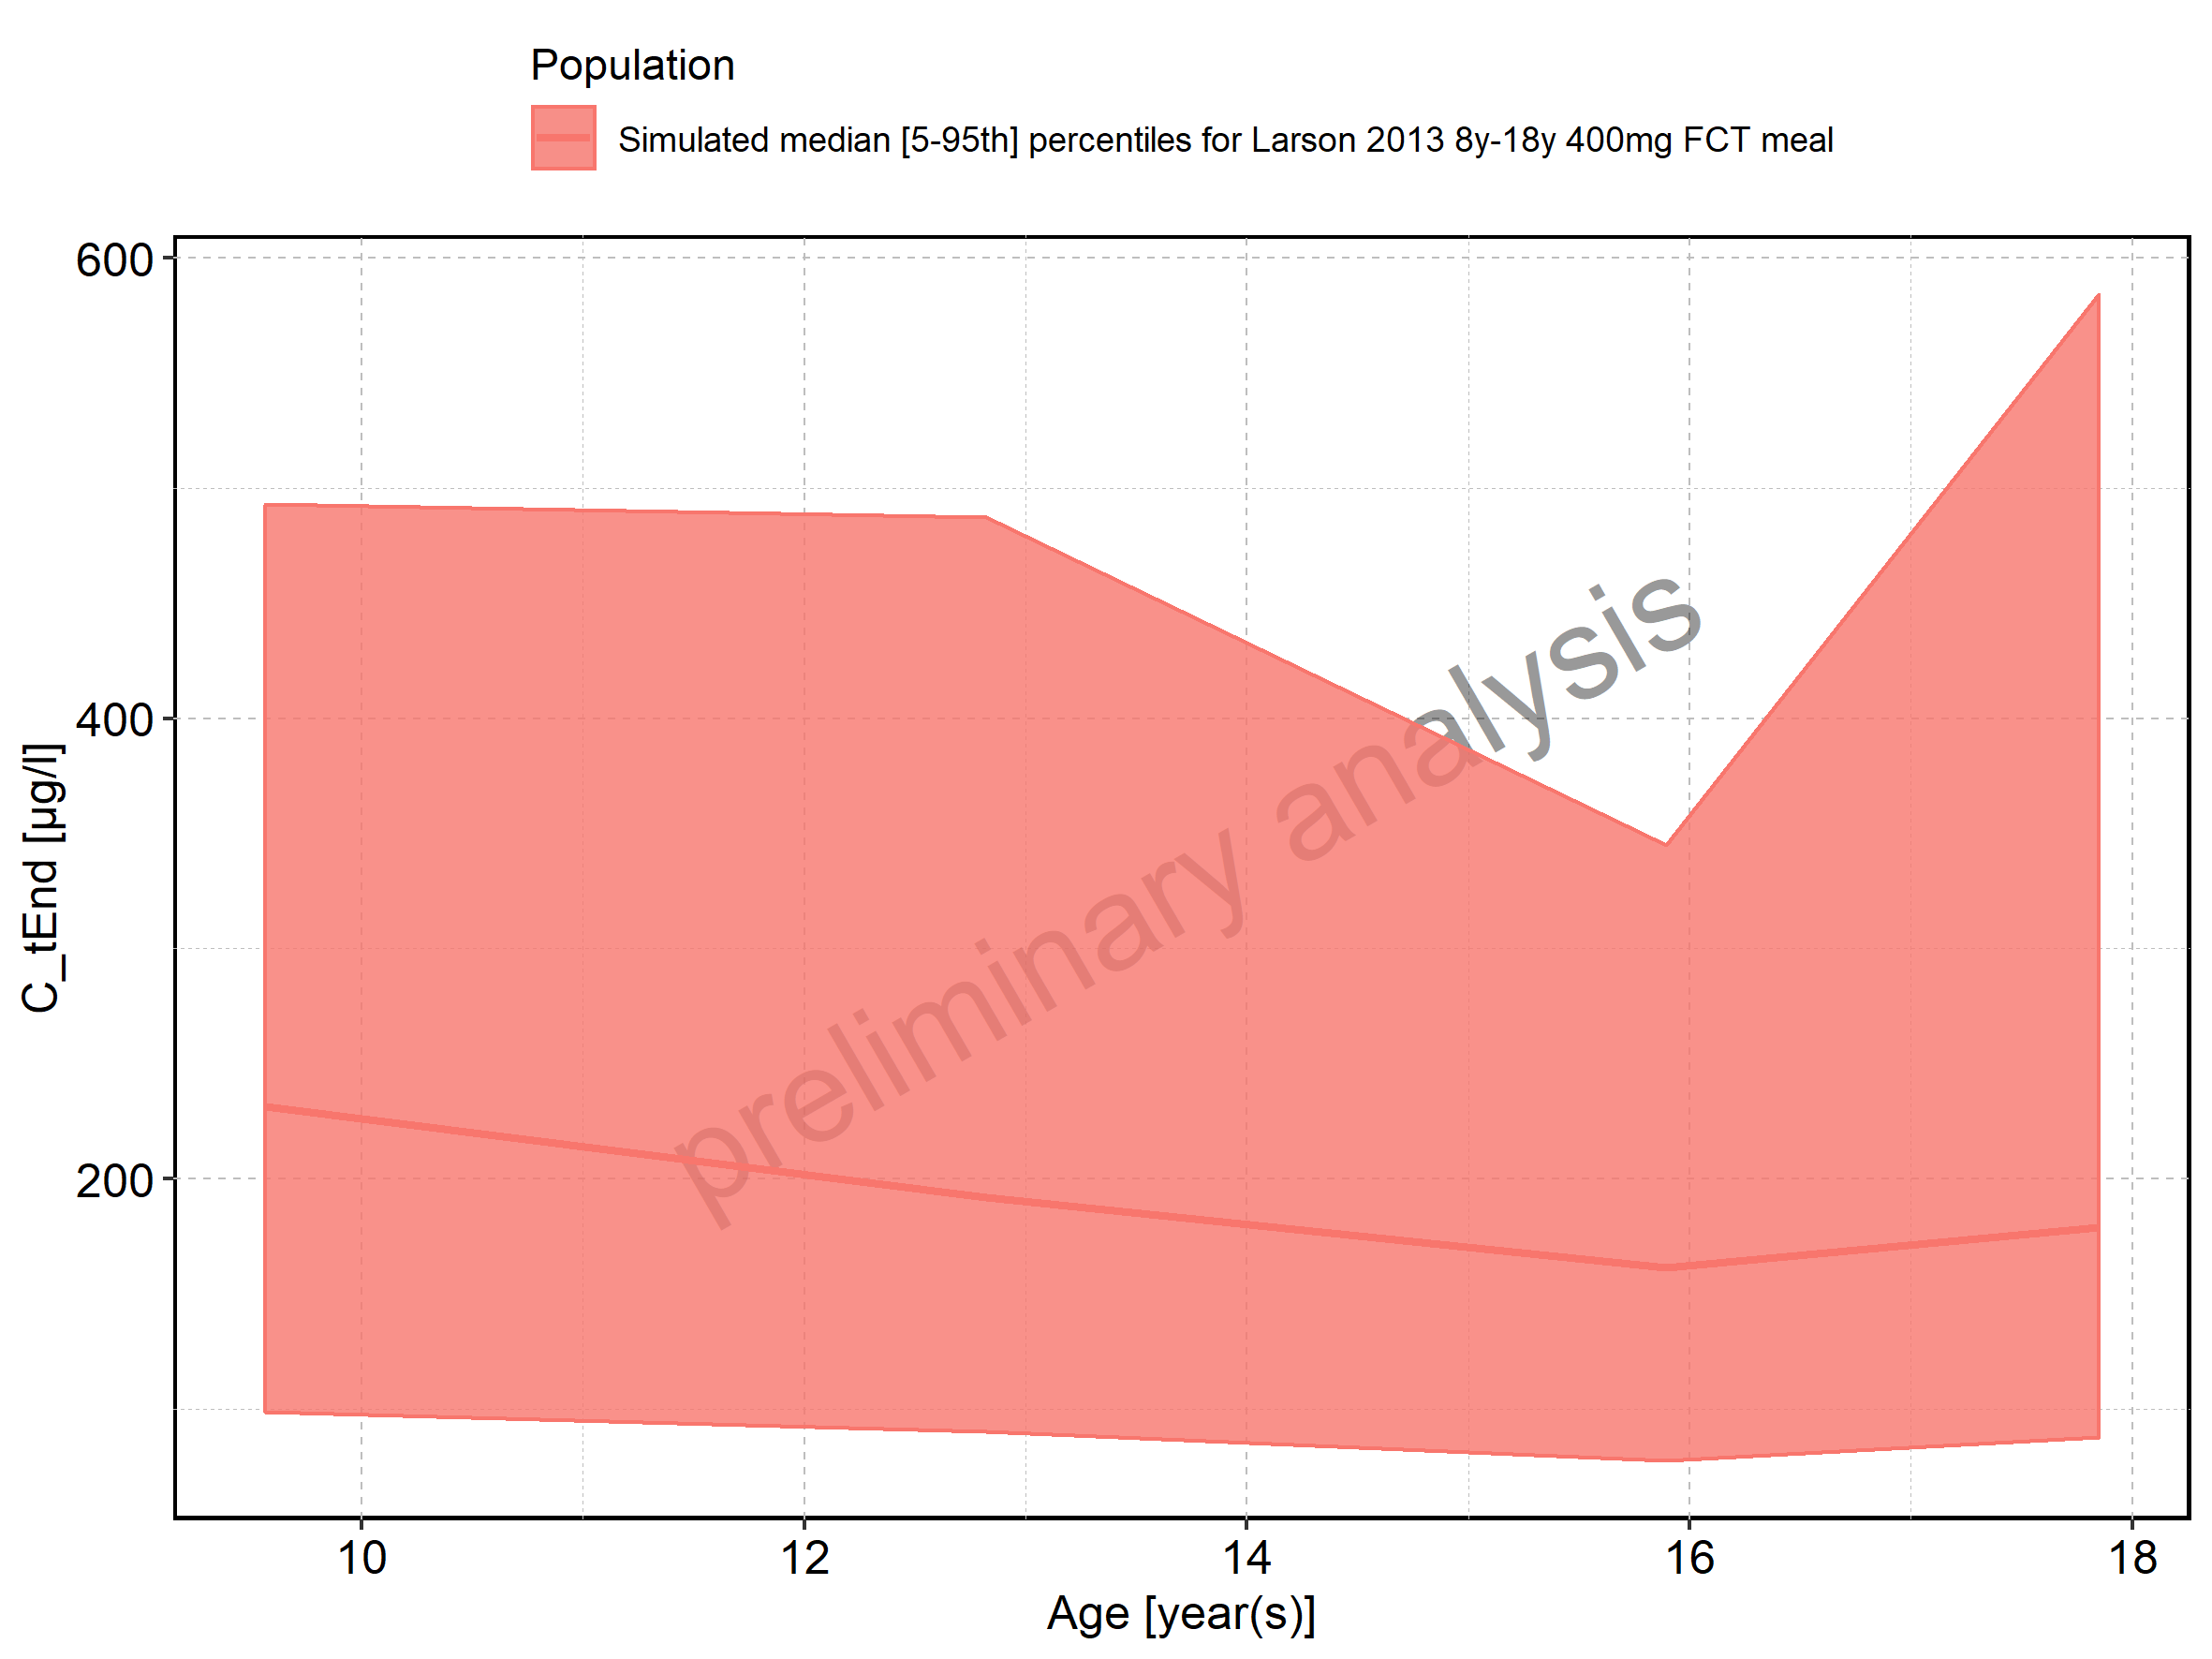 Population
Simulated median [5-95th] percentiles for Larson 2013 8y-18y 400mg FCT meal
600
400
200
C_tEnd [µg/l]
preliminary analysis
10 12 14 16 18
Age [year(s)]